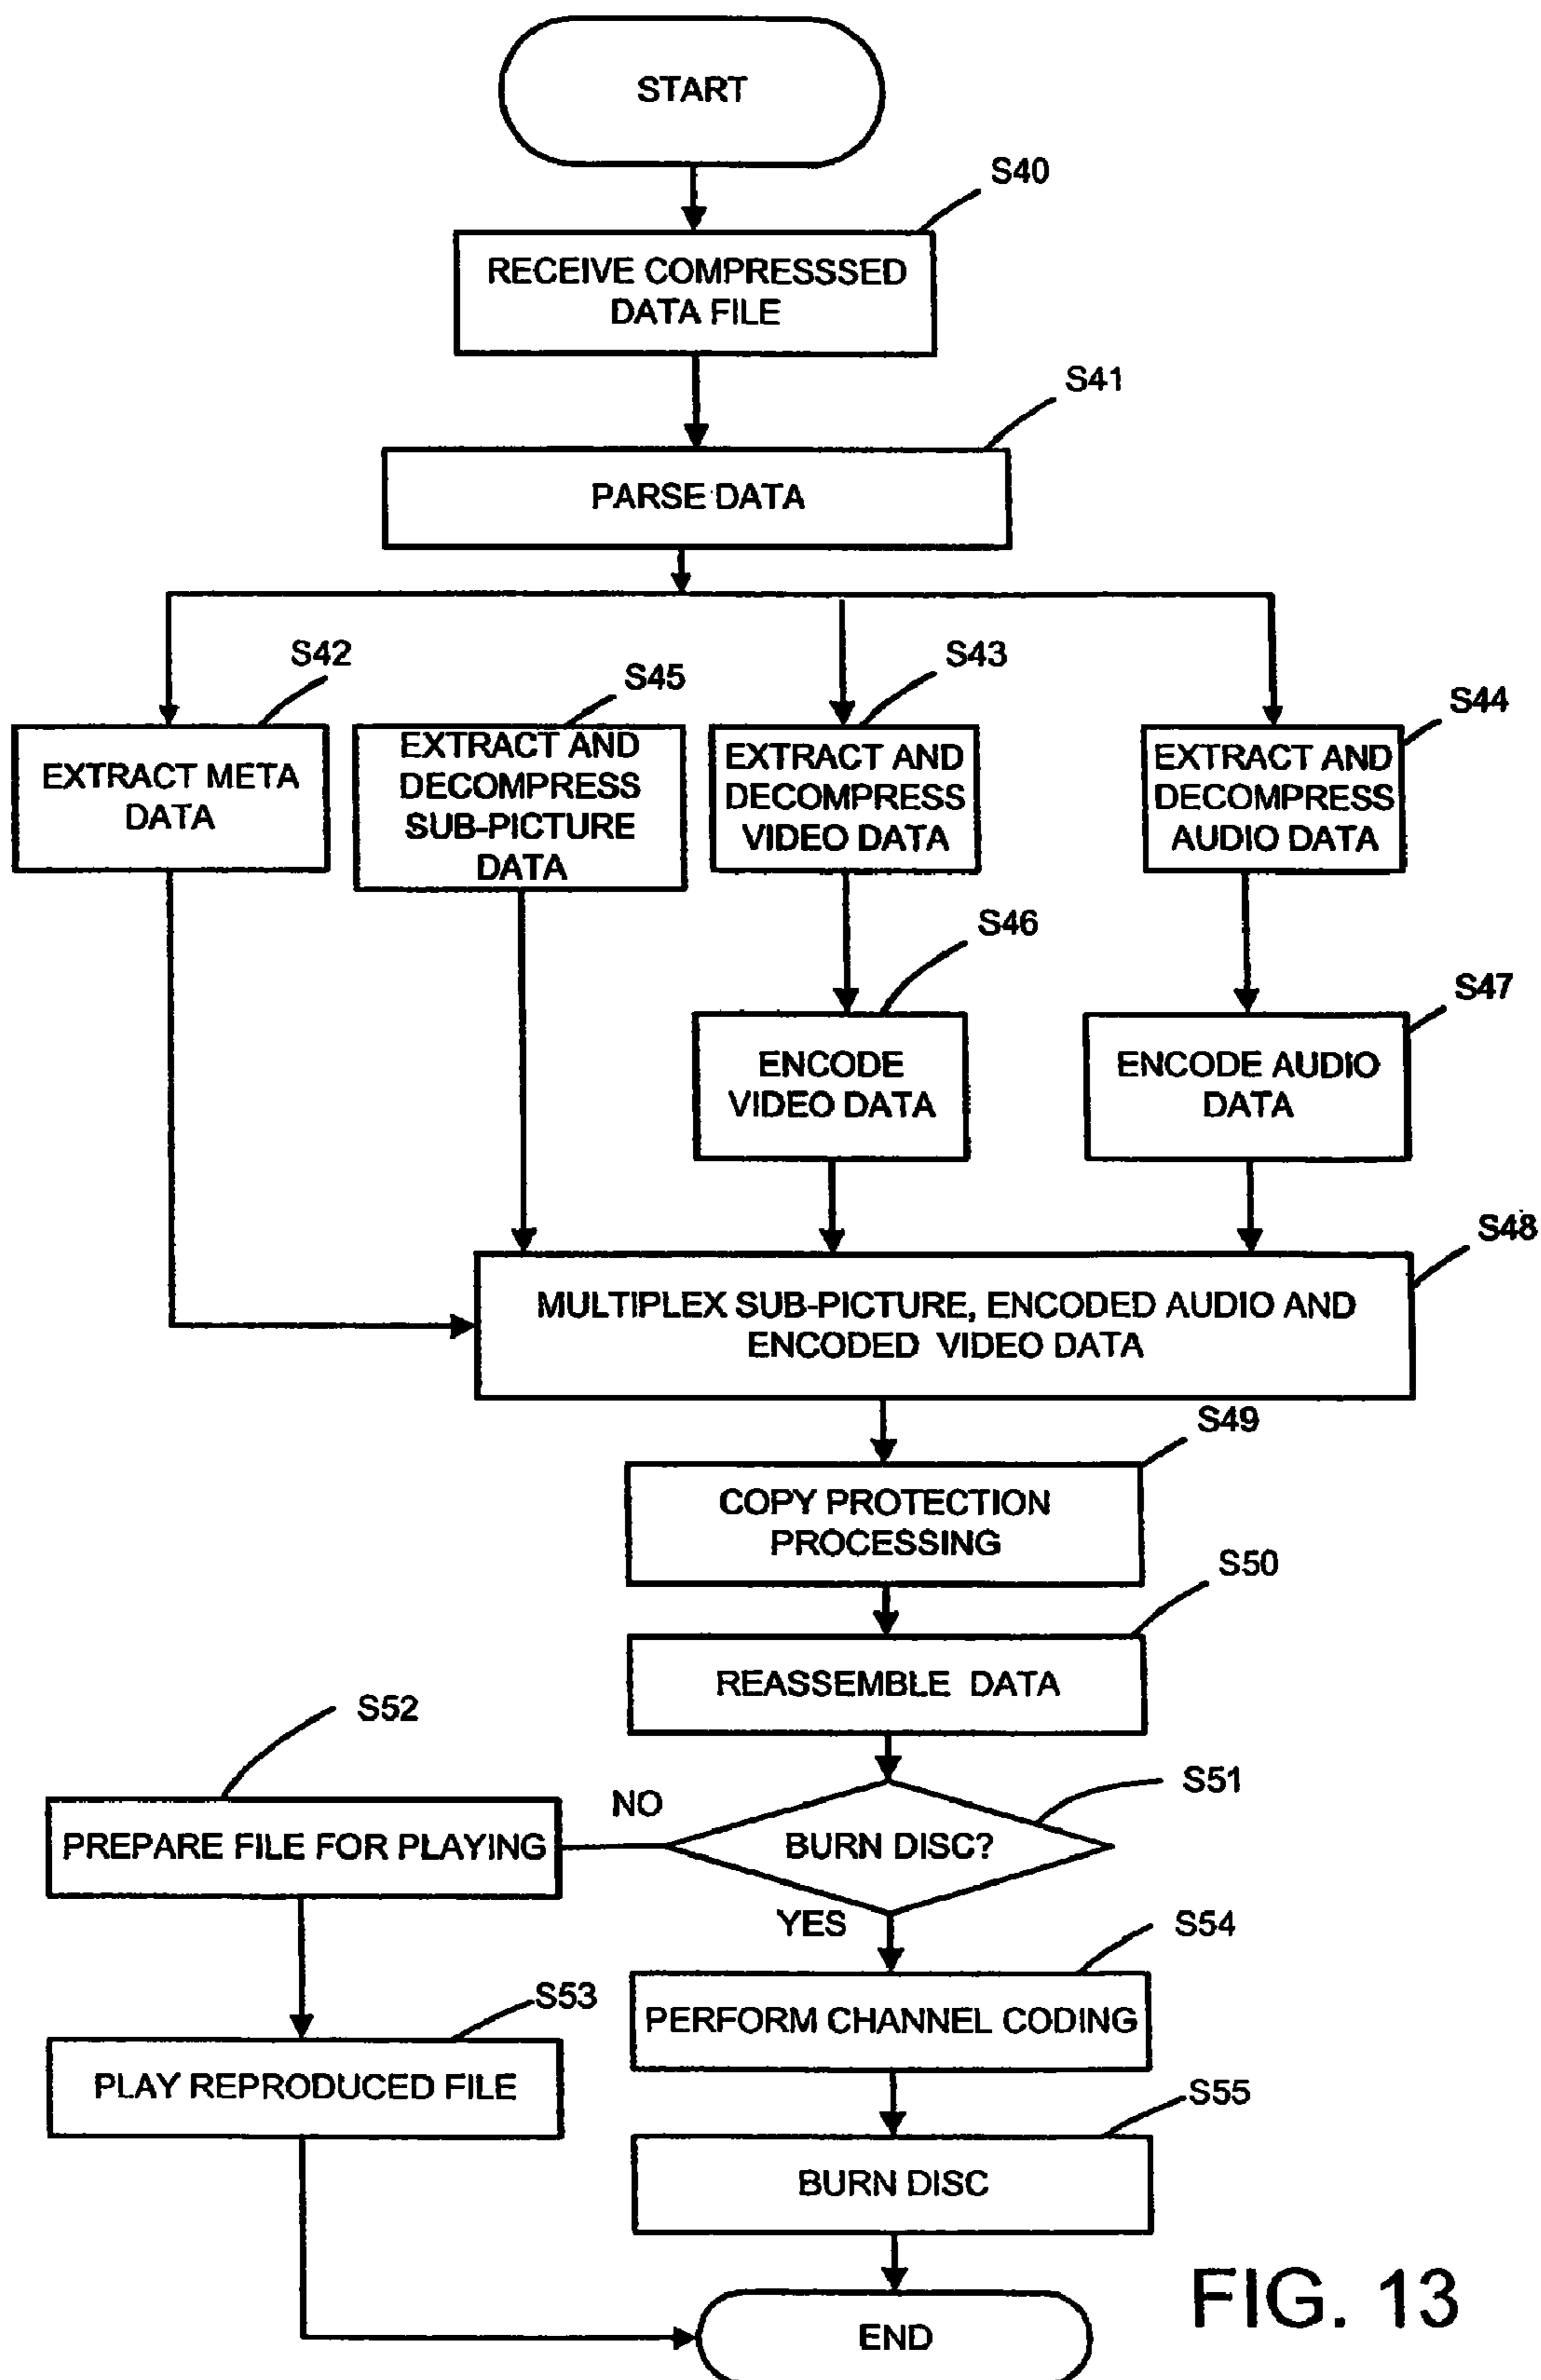 START
S40
RECEIVE COMPRESSSED
DATA FILE
S41
PARSE DATA
S42
EXTRACT META
DATA
S45
EXTRACT AND
DECOMPRESS
SUB-PICTURE
DATA
S43
EXTRACT AND
DECOMPRESS
VIDEO DATA
S44
EXTRACT AND
DECOMPRESS
AUDIO DATA
S46
ENCODE
VIDEO DATA
S47
ENCODE AUDIO
DATA
S48
MULTIPLEX SUB-PICTURE, ENCODED AUDIO AND
ENCODED VIDEO DATA
S49
COPY PROTECTION
PROCESSING
S50
REASSEMBLE DATA
S51
BURN DISC?
NO
YES
S52
PREPARE FILE FOR PLAYING
S53
PLAY REPRODUCED FILE
S54
PERFORM CHANNEL CODING
S55
BURN DISC
END
FIG. 13